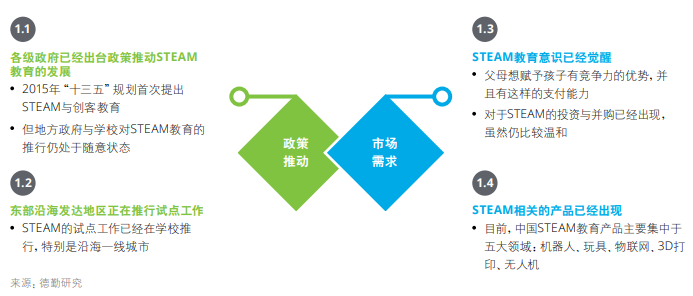 1.1
各级政府已经出台政策推动STEAM
教育的发展
• 2015年“十三五”规划首次提出
STEAM与创客教育
• 但地方政府与学校对STEAM教育的
推行仍处于随意状态
1.2
东部沿海发达地区正在推行试点工作
• STEAM的试点工作已经在学校推
行，特别是沿海一线城市
政策
推动
市场
需求
1.3
STEAM教育意识已经觉醒
• 父母想赋予孩子有竞争力的优势，并
且有这样的支付能力
• 对于STEAM的投资与并购已经出现，
虽然仍比较温和
1.4
STEAM相关的产品已经出现
• 目前，中国STEAM教育产品主要集中于
五大领域：机器人、玩具、物联网、3D打
印、无人机
来源：德勤研究